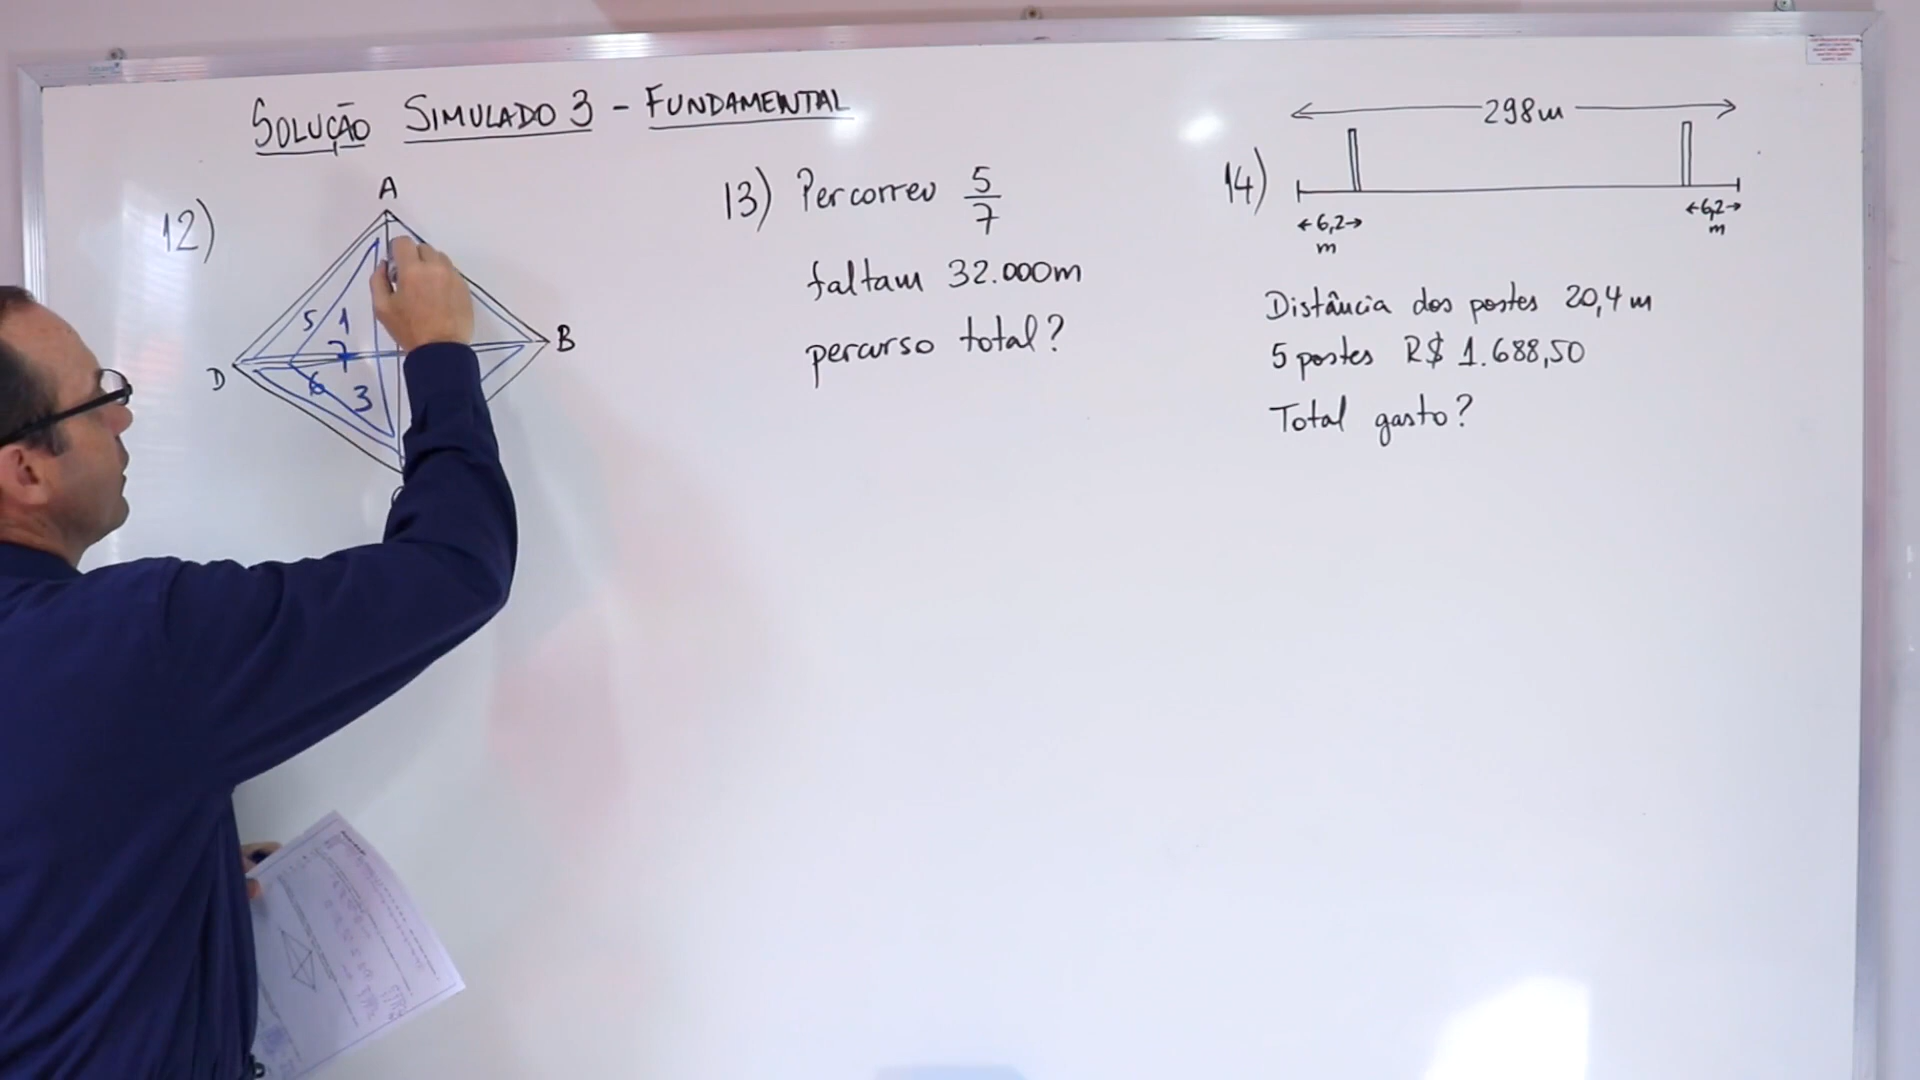 SOLUÇÃO SIMULADO 3 - FUNDAMENTAL
12)
A
B
D
5 1
7
6 3
13) Percorreu 5/7
faltam 32.000m
percurso total?
298m
14)
6,2 m
6,2 m
Distância dos postes 20,4m
5 postes R$ 1.688,50
Total gasto?